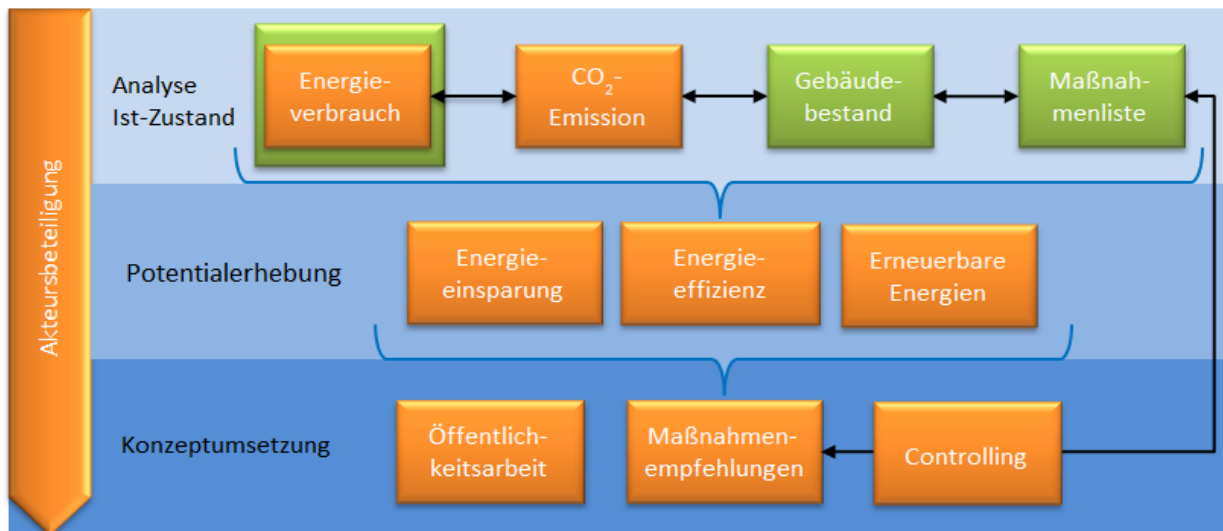 Akteursbeteiligung
Analyse
Ist-Zustand
Energie-
verbrauch
CO₂-
Emission
Gebäude-
bestand
Maßnah-
menliste
Potentialerhebung
Energie-
einsparung
Energie-
effizienz
Erneuerbare
Energien
Konzeptumsetzung
Öffentlich-
keitsarbeit
Maßnahmen-
empfehlungen
Controlling